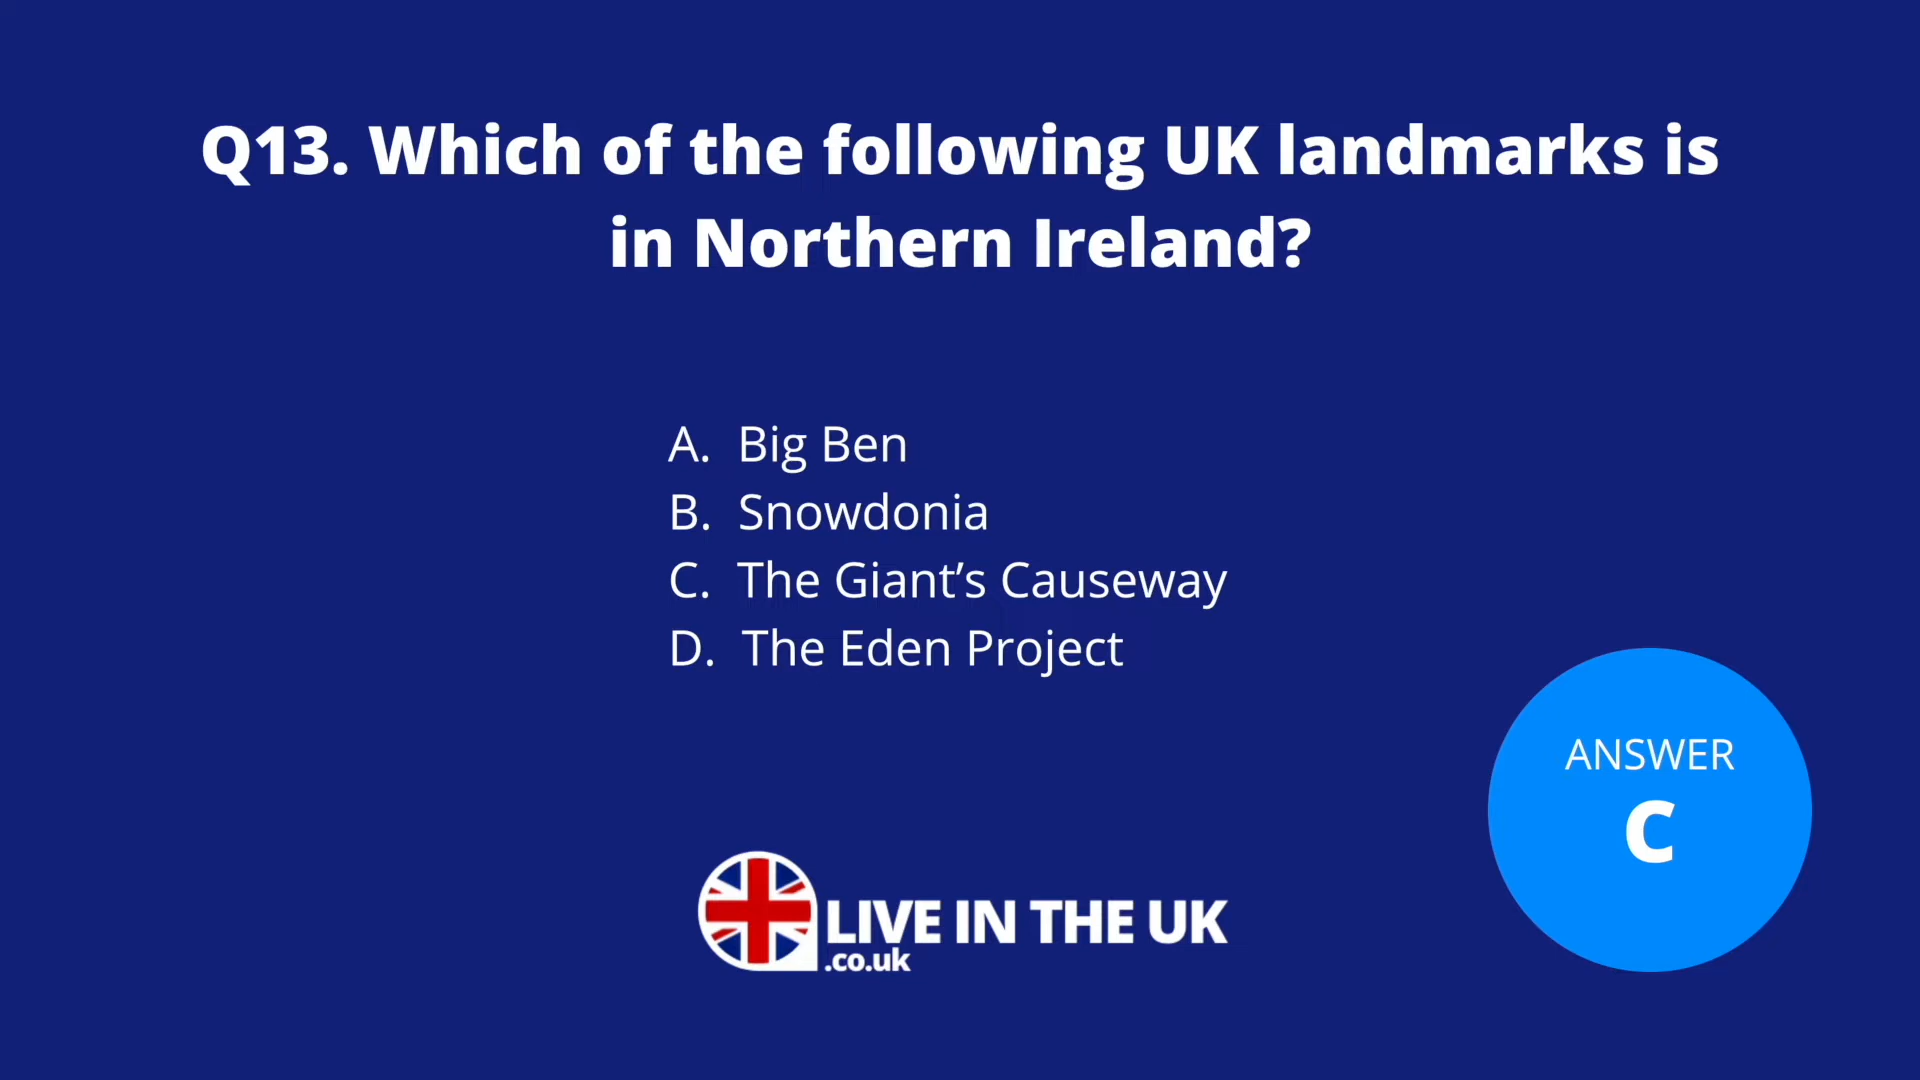 Q13. Which of the following UK landmarks is
in Northern Ireland?
A. Big Ben
B. Snowdonia
C. The Giant’s Causeway
D. The Eden Project
ANSWER
C
LIVE IN THE UK
.co.uk